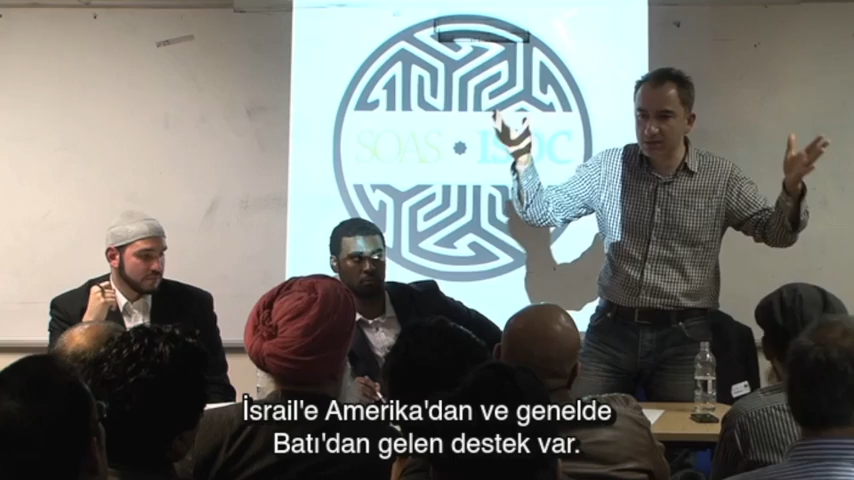 SOAS · ISOC
İsrail'e Amerika'dan ve genelde
Batı'dan gelen destek var.